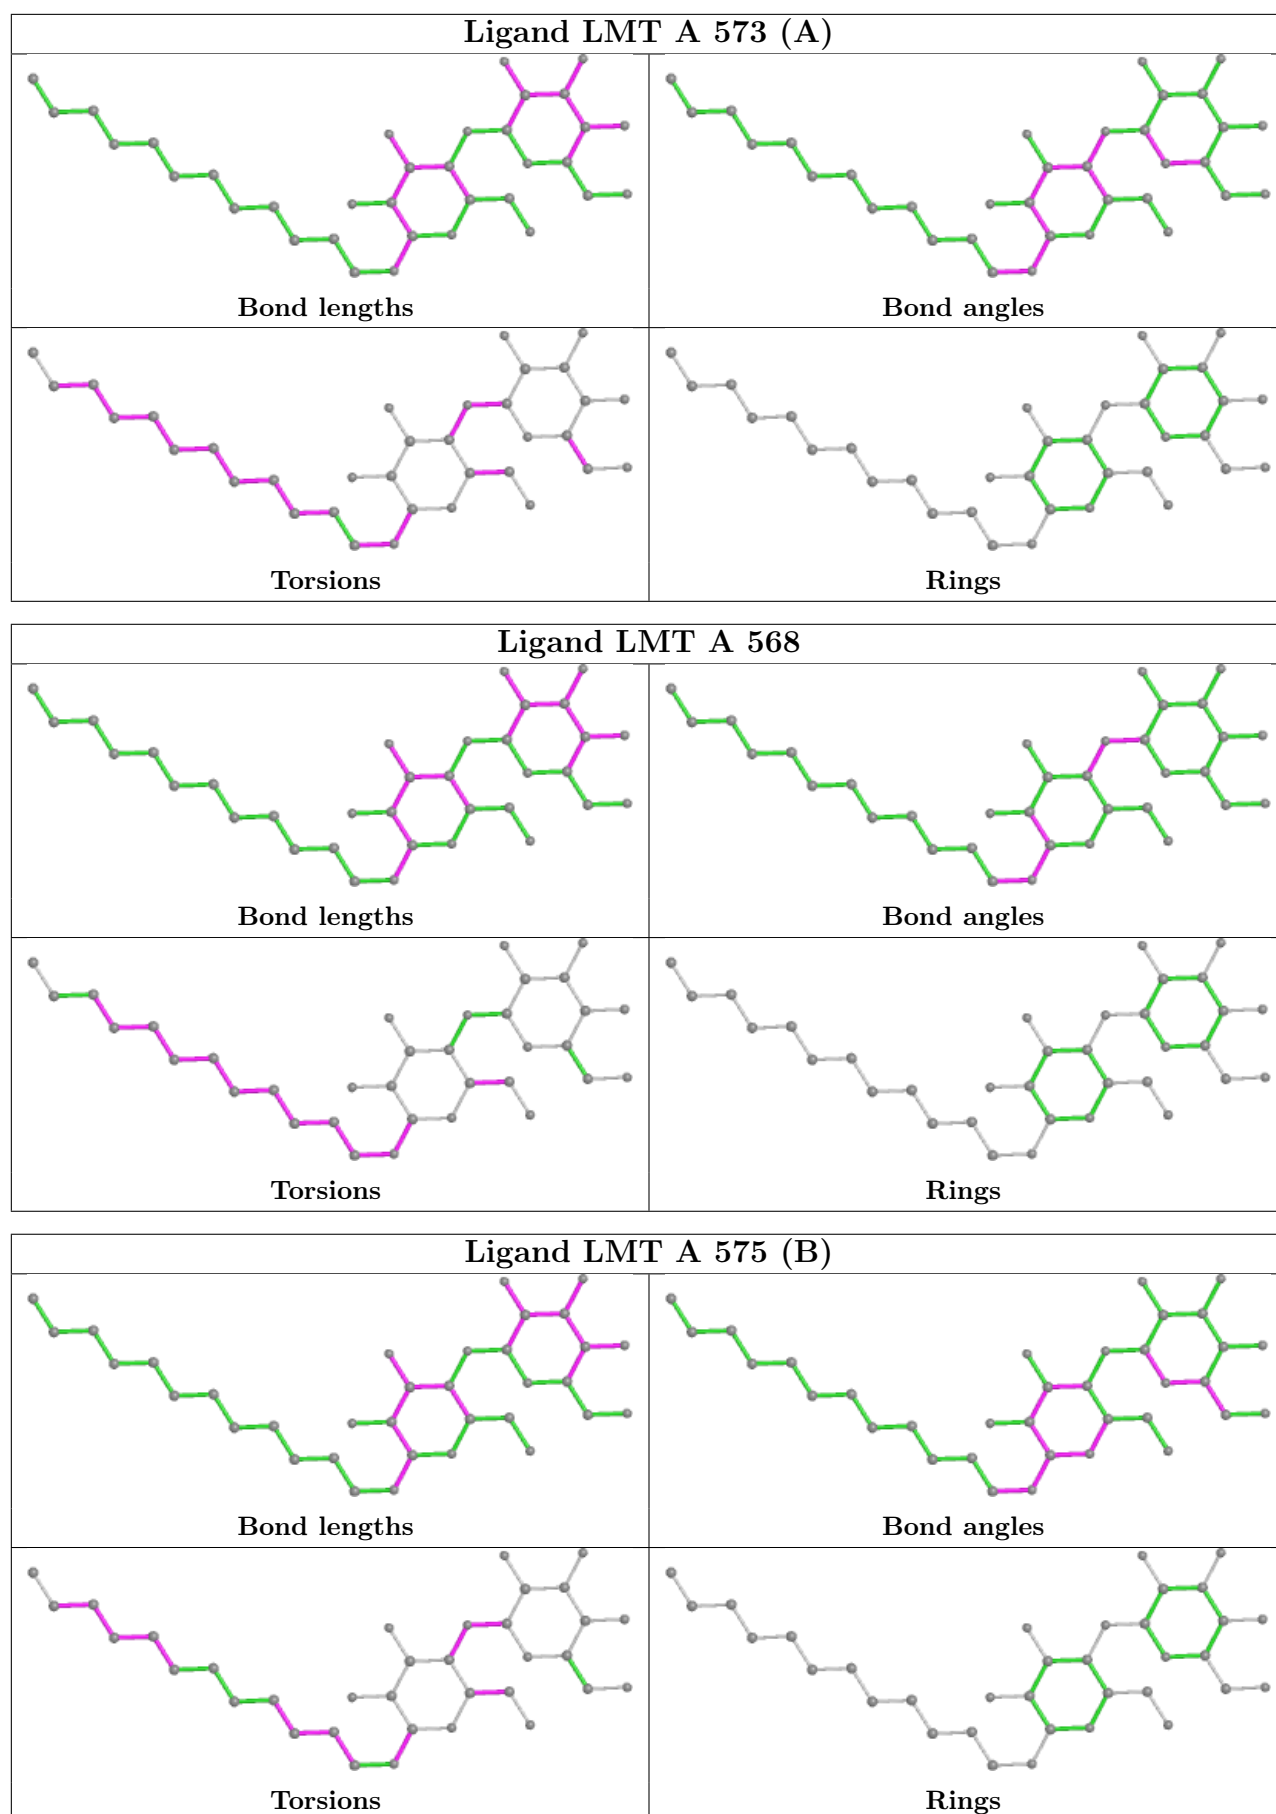 Ligand LMT A 573 (A)
Bond lengths
Bond angles
Torsions
Rings
Ligand LMT A 568
Bond lengths
Bond angles
Torsions
Rings
Ligand LMT A 575 (B)
Bond lengths
Bond angles
Torsions
Rings